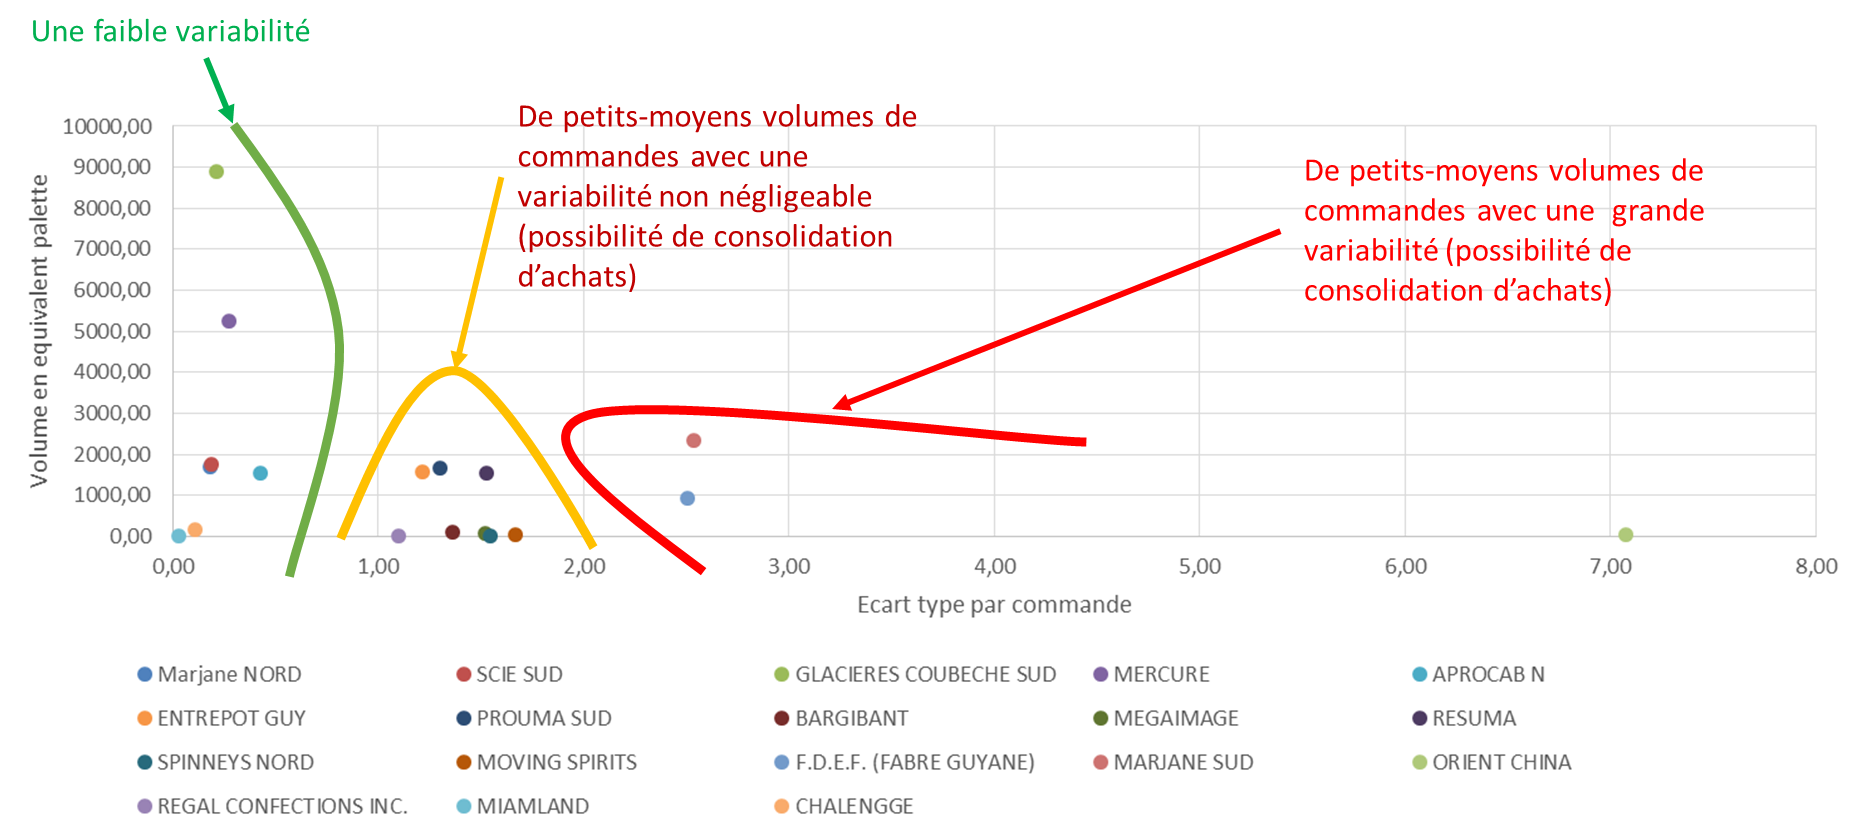 Une faible variabilité
De petits-moyens volumes de
commandes avec une
variabilité non négligeable
(possibilité de consolidation
d’achats)
De petits-moyens volumes de
commandes avec une grande
variabilité (possibilité de
consolidation d’achats)
Volume en equivalent palette
10000,00
9000,00
8000,00
7000,00
6000,00
5000,00
4000,00
3000,00
2000,00
1000,00
0,00
0,00 1,00 2,00 3,00 4,00 5,00 6,00 7,00 8,00
Ecart type par commande
Marjane NORD SCIE SUD GLACIERES COUBECHE SUD MERCURE APROCAB N
ENTREPOT GUY PROUMA SUD BARGIBANT MEGAIMAGE RESUMA
SPINNEYS NORD MOVING SPIRITS F.D.E.F. (FABRE GUYANE) MARJANE SUD ORIENT CHINA
REGAL CONFECTIONS INC. MIAMLAND CHALENGGE